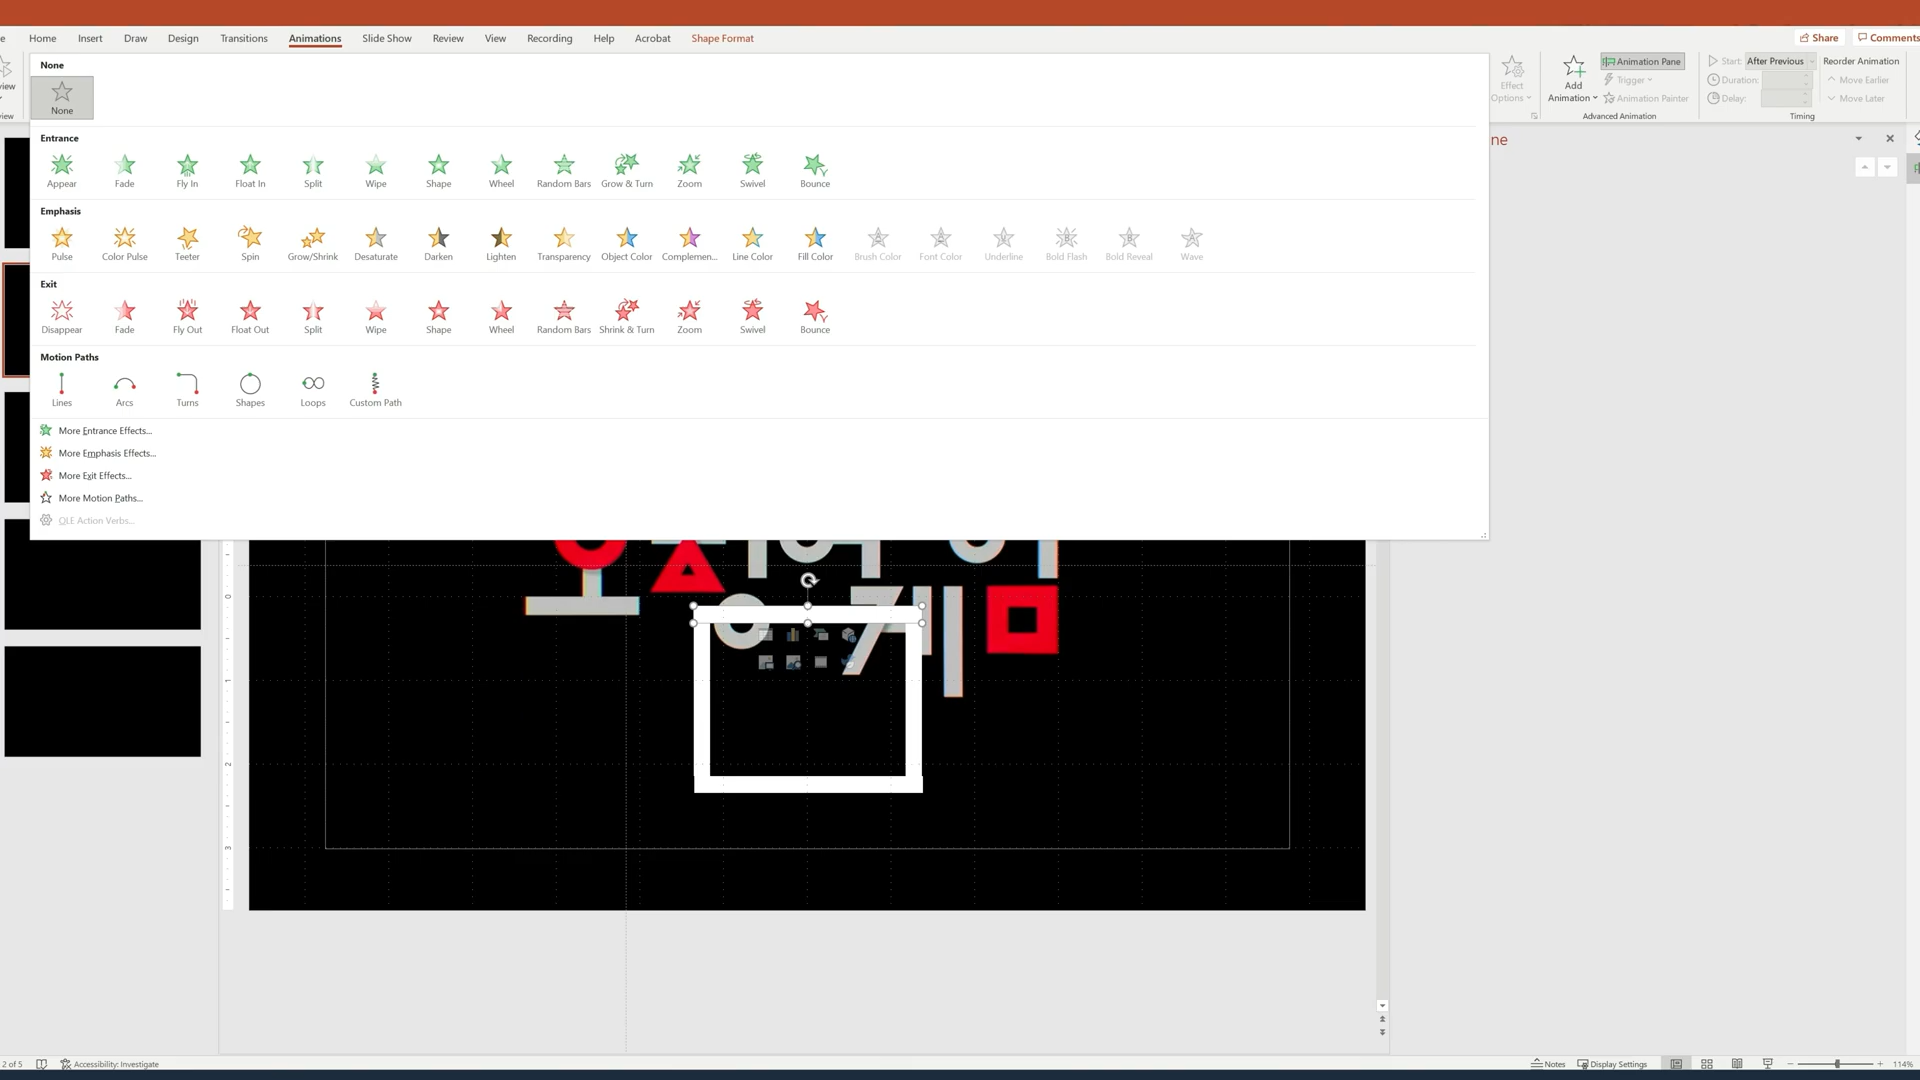 Home Insert Draw Design Transitions Animations Slide Show Review View Recording Help Acrobat Shape Format Share Comments
None
None
Effect Options
Add Animation
Animation Pane
Trigger
Animation Painter
Advanced Animation
Start: After Previous
Duration:
Delay:
Timing
Reorder Animation
Move Earlier
Move Later
Entrance
Appear Fade Fly In Float In Split Wipe Shape Wheel Random Bars Grow & Turn Zoom Swivel Bounce
Emphasis
Pulse Color Pulse Teeter Spin Grow/Shrink Desaturate Darken Lighten Transparency Object Color Complemen... Line Color Fill Color Brush Color Font Color Underline Bold Flash Bold Reveal Wave
Exit
Disappear Fade Fly Out Float Out Split Wipe Shape Wheel Random Bars Shrink & Turn Zoom Swivel Bounce
Motion Paths
Lines Arcs Turns Shapes Loops Custom Path
More Entrance Effects...
More Emphasis Effects...
More Exit Effects...
More Motion Paths...
OLE Action Verbs...
0
1
2
3
2 of 5 Accessibility: Investigate Notes Display Settings 114%